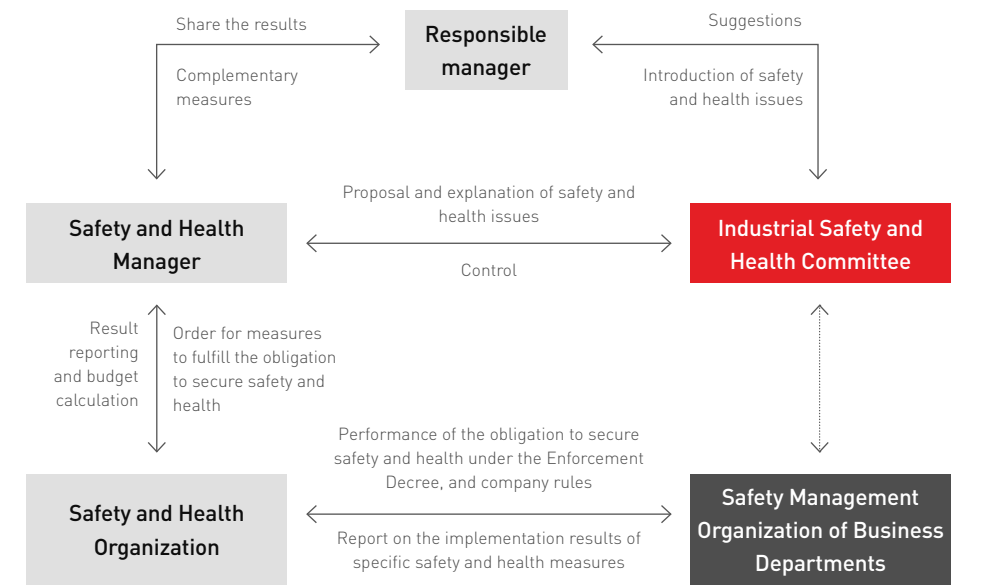 Share the results
Responsible
manager
Suggestions
Complementary
measures
Introduction of safety
and health issues
Proposal and explanation of safety and
health issues
Safety and Health
Manager
Industrial Safety and
Health Committee
Control
Result
reporting
and budget
calculation
Order for measures
to fulfill the obligation
to secure safety and
health
Performance of the obligation to secure
safety and health under the Enforcement
Decree, and company rules
Safety and Health
Organization
Safety Management
Organization of Business
Departments
Report on the implementation results of
specific safety and health measures